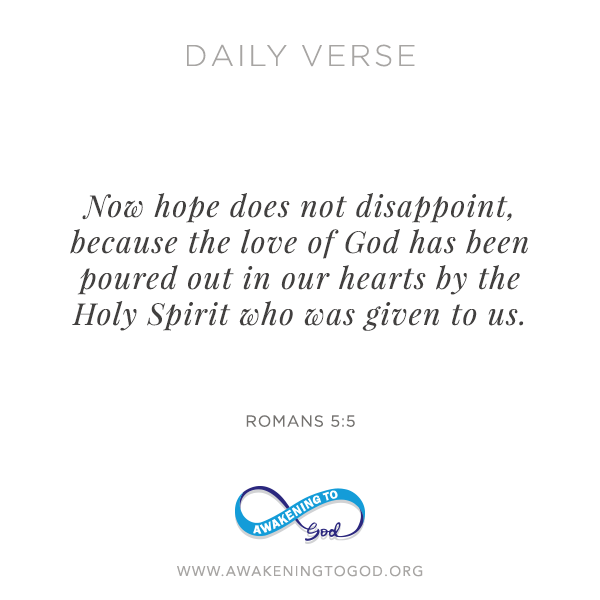 DAILY VERSE
Now hope does not disappoint,
because the love of God has been
poured out in our hearts by the
Holy Spirit who was given to us.
ROMANS 5:5
AWAKENING TO
God
WWW.AWAKENINGTOGOD.ORG